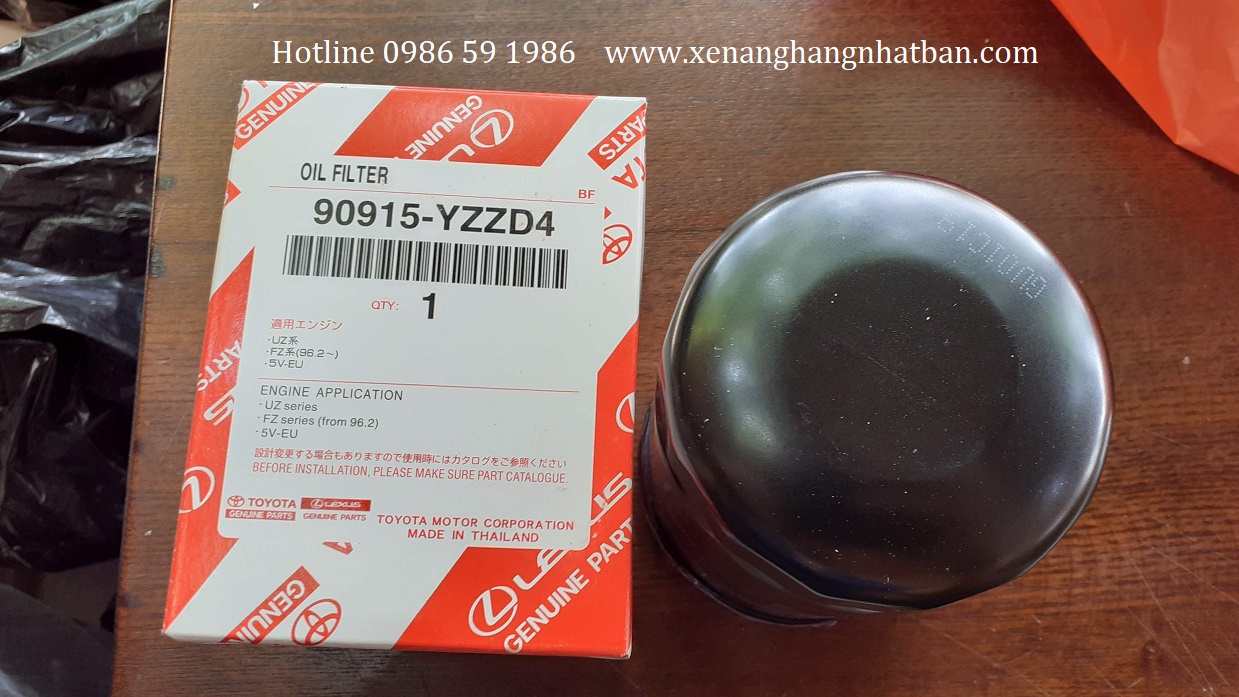 Hotline 0986 59 1986 www.xenanghangnhatban.com
GENUINE
GENUINE
PARTS
OIL FILTER
BF
90915-YZZD4
QTY: 1
適用エンジン
・UZ系
・FZ系(96.2～)
・5V-EU
ENGINE APPLICATION
・UZ series
・FZ series (from 96.2)
・5V-EU
設計変更する場合もありますので使用時にはカタログをご参照ください
BEFORE INSTALLATION, PLEASE MAKE SURE PART CATALOGUE.
TOYOTA LEXUS
GENUINE PARTS GENUINE PARTS
TOYOTA MOTOR CORPORATION
MADE IN THAILAND
PARTS
GENUINE
GENUINE PARTS